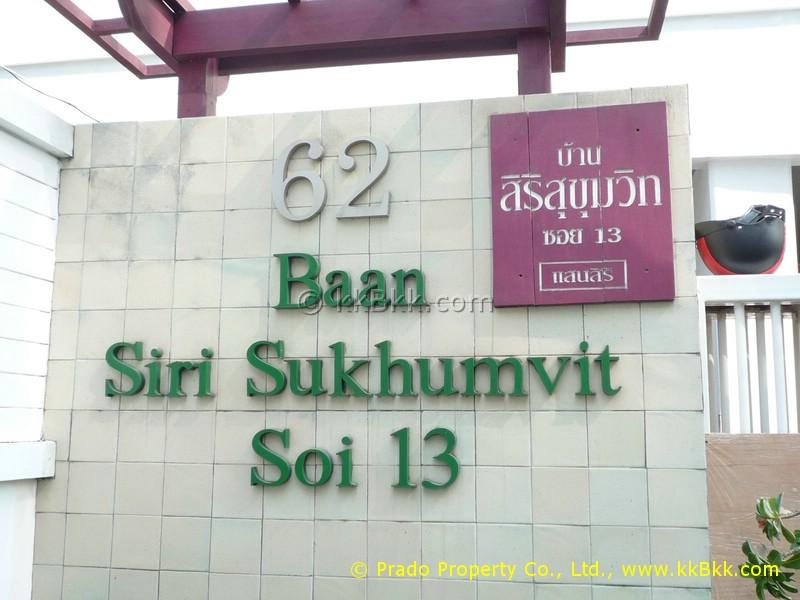 62
Baan
Siri Sukhumvit
Soi 13
บ้าน
สิริสุขุมวิท
ซอย 13
แสนสิริ
© kkBkk.com
© Prado Property Co., Ltd., www.kkBkk.com